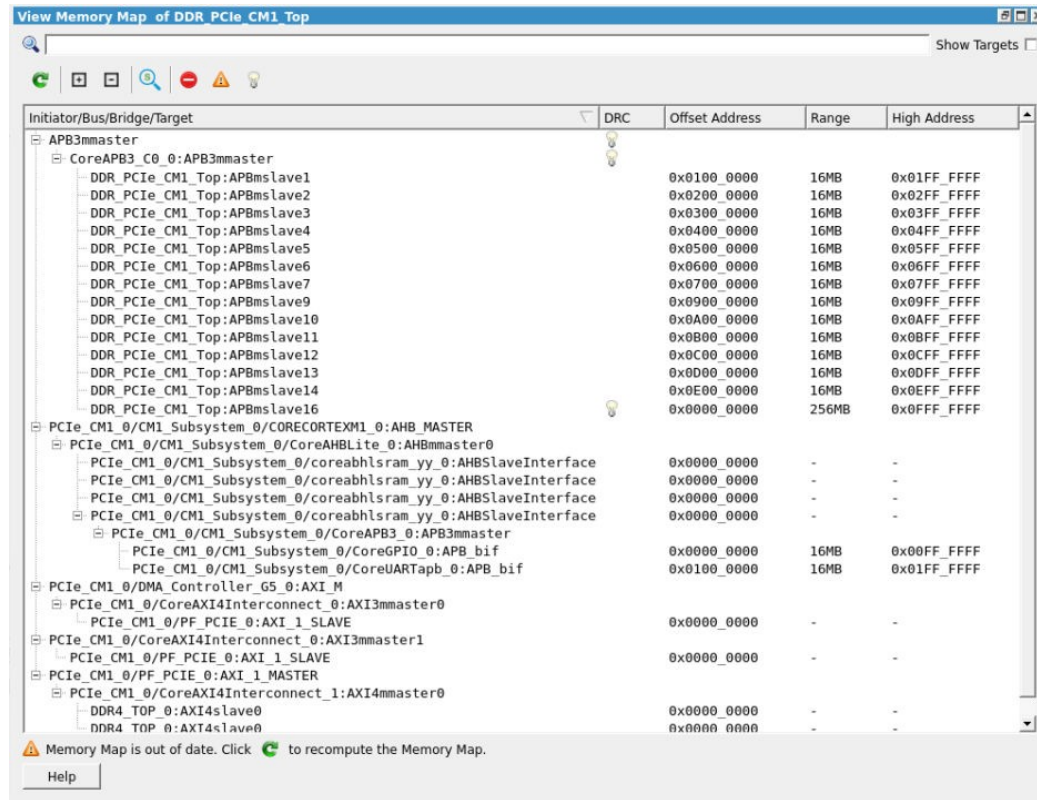 View Memory Map of DDR_PCIe_CM1_Top
Show Targets
Initiator/Bus/Bridge/Target DRC Offset Address Range High Address
APB3mmaster
CoreAPB3_C0_0:APB3mmaster
DDR_PCIe_CM1_Top:APBmslave1 0x0100_0000 16MB 0x01FF_FFFF
DDR_PCIe_CM1_Top:APBmslave2 0x0200_0000 16MB 0x02FF_FFFF
DDR_PCIe_CM1_Top:APBmslave3 0x0300_0000 16MB 0x03FF_FFFF
DDR_PCIe_CM1_Top:APBmslave4 0x0400_0000 16MB 0x04FF_FFFF
DDR_PCIe_CM1_Top:APBmslave5 0x0500_0000 16MB 0x05FF_FFFF
DDR_PCIe_CM1_Top:APBmslave6 0x0600_0000 16MB 0x06FF_FFFF
DDR_PCIe_CM1_Top:APBmslave7 0x0700_0000 16MB 0x07FF_FFFF
DDR_PCIe_CM1_Top:APBmslave9 0x0900_0000 16MB 0x09FF_FFFF
DDR_PCIe_CM1_Top:APBmslave10 0x0A00_0000 16MB 0x0AFF_FFFF
DDR_PCIe_CM1_Top:APBmslave11 0x0B00_0000 16MB 0x0BFF_FFFF
DDR_PCIe_CM1_Top:APBmslave12 0x0C00_0000 16MB 0x0CFF_FFFF
DDR_PCIe_CM1_Top:APBmslave13 0x0D00_0000 16MB 0x0DFF_FFFF
DDR_PCIe_CM1_Top:APBmslave14 0x0E00_0000 16MB 0x0EFF_FFFF
DDR_PCIe_CM1_Top:APBmslave16 0x0000_0000 256MB 0x0FFF_FFFF
PCIe_CM1_0/CM1_Subsystem_0/CORECORTEXM1_0:AHB_MASTER
PCIe_CM1_0/CM1_Subsystem_0/CoreAHBLite_0:AHBmmaster0
PCIe_CM1_0/CM1_Subsystem_0/coreabhlsram_yy_0:AHBSlaveInterface 0x0000_0000 - -
PCIe_CM1_0/CM1_Subsystem_0/coreabhlsram_yy_0:AHBSlaveInterface 0x0000_0000 - -
PCIe_CM1_0/CM1_Subsystem_0/coreabhlsram_yy_0:AHBSlaveInterface 0x0000_0000 - -
PCIe_CM1_0/CM1_Subsystem_0/coreabhlsram_yy_0:AHBSlaveInterface 0x0000_0000 - -
PCIe_CM1_0/CM1_Subsystem_0/CoreAPB3_0:APB3mmaster
PCIe_CM1_0/CM1_Subsystem_0/CoreGPIO_0:APB_bif 0x0000_0000 16MB 0x00FF_FFFF
PCIe_CM1_0/CM1_Subsystem_0/CoreUARTapb_0:APB_bif 0x0100_0000 16MB 0x01FF_FFFF
PCIe_CM1_0/DMA_Controller_G5_0:AXI_M
PCIe_CM1_0/CoreAXI4Interconnect_0:AXI3mmaster0
PCIe_CM1_0/PF_PCIE_0:AXI_1_SLAVE 0x0000_0000 - -
PCIe_CM1_0/CoreAXI4Interconnect_0:AXI3mmaster1
PCIe_CM1_0/PF_PCIE_0:AXI_1_SLAVE 0x0000_0000 - -
PCIe_CM1_0/PF_PCIE_0:AXI_1_MASTER
PCIe_CM1_0/CoreAXI4Interconnect_1:AXI4mmaster0
DDR4_TOP_0:AXI4slave0 0x0000_0000 - -
DDR4_TOP_0:AXI4slave0 0x0000_0000 - -
Memory Map is out of date. Click to recompute the Memory Map.
Help